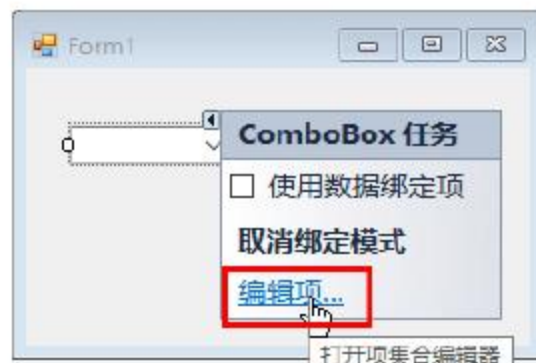 Form1
ComboBox 任务
使用数据绑定项
取消绑定模式
编辑项...
打开项集合编辑器